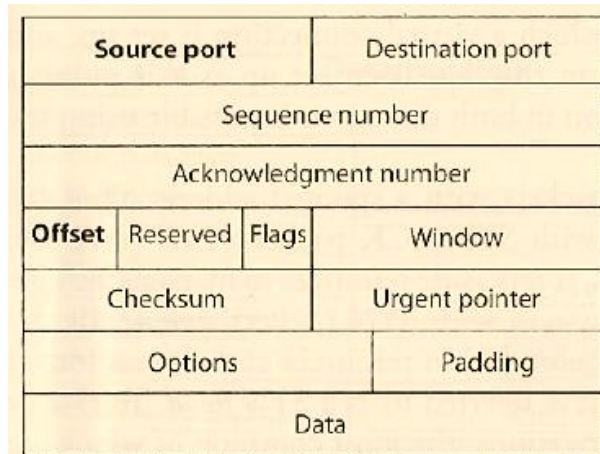 Source port Destination port
Sequence number
Acknowledgment number
Offset Reserved Flags Window
Checksum Urgent pointer
Options Padding
Data